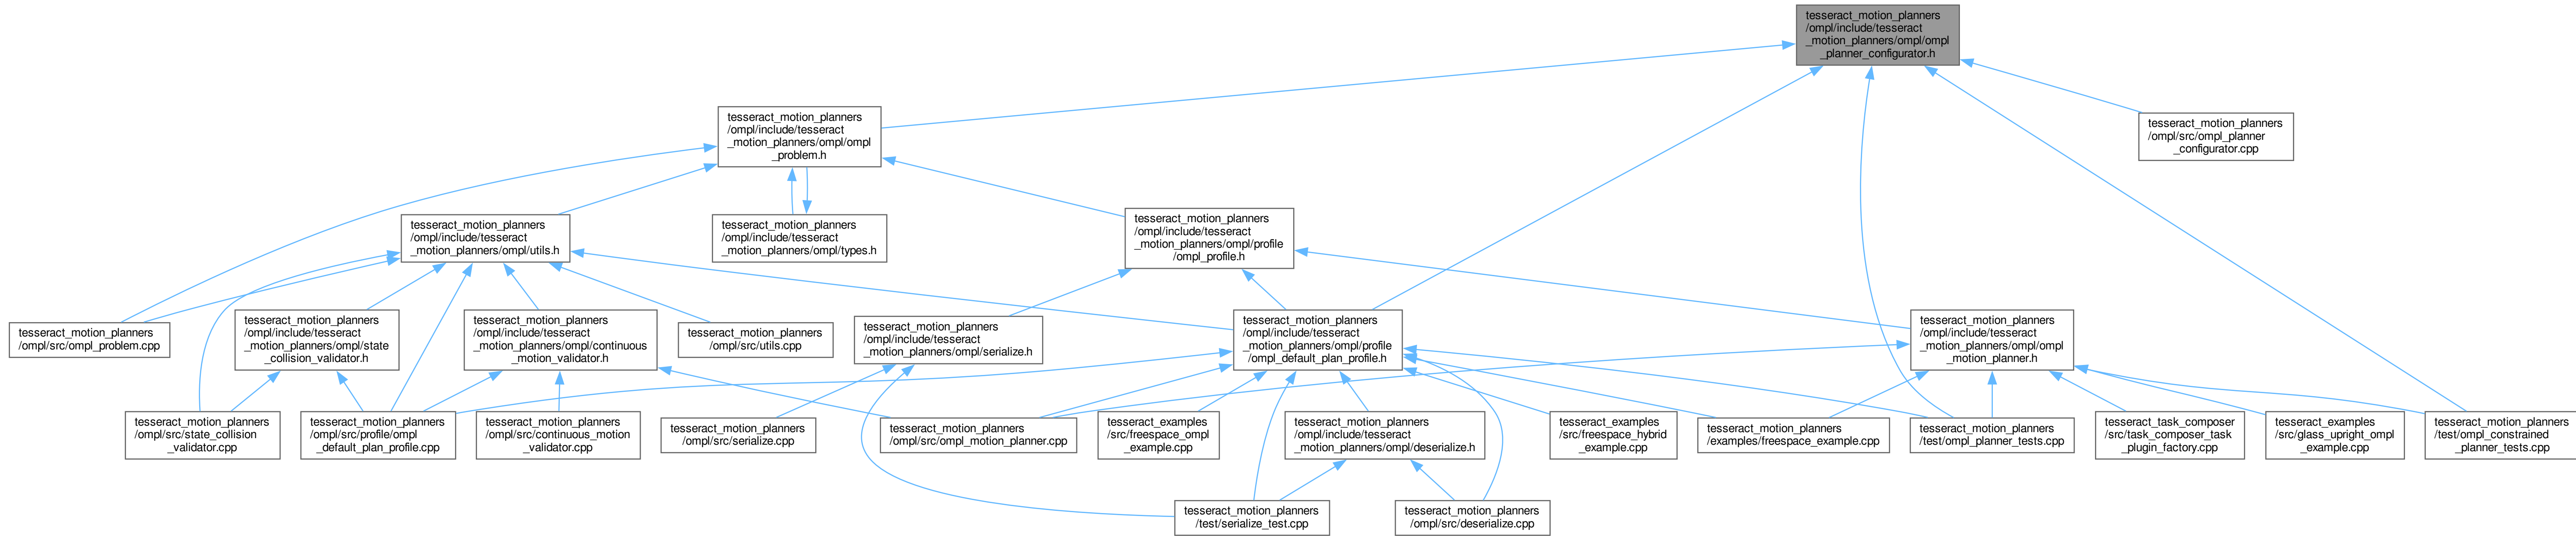 tesseract_motion_planners
/ompl/include/tesseract
_motion_planners/ompl/ompl
_planner_configurator.h
tesseract_motion_planners
/ompl/include/tesseract
_motion_planners/ompl/ompl
_problem.h
tesseract_motion_planners
/ompl/src/ompl_planner
_configurator.cpp
tesseract_motion_planners
/ompl/include/tesseract
_motion_planners/ompl/utils.h
tesseract_motion_planners
/ompl/include/tesseract
_motion_planners/ompl/types.h
tesseract_motion_planners
/ompl/include/tesseract
_motion_planners/ompl/profile
/ompl_profile.h
tesseract_motion_planners
/ompl/src/ompl_problem.cpp
tesseract_motion_planners
/ompl/include/tesseract
_motion_planners/ompl/state
_collision_validator.h
tesseract_motion_planners
/ompl/include/tesseract
_motion_planners/ompl/continuous
_motion_validator.h
tesseract_motion_planners
/ompl/src/utils.cpp
tesseract_motion_planners
/ompl/include/tesseract
_motion_planners/ompl/serialize.h
tesseract_motion_planners
/ompl/include/tesseract
_motion_planners/ompl/profile
/ompl_default_plan_profile.h
tesseract_motion_planners
/ompl/include/tesseract
_motion_planners/ompl/ompl
_motion_planner.h
tesseract_motion_planners
/ompl/src/state_collision
_validator.cpp
tesseract_motion_planners
/ompl/src/profile/ompl
_default_plan_profile.cpp
tesseract_motion_planners
/ompl/src/continuous_motion
_validator.cpp
tesseract_motion_planners
/ompl/src/serialize.cpp
tesseract_motion_planners
/ompl/src/ompl_motion_planner.cpp
tesseract_examples
/src/freespace_ompl
_example.cpp
tesseract_motion_planners
/ompl/include/tesseract
_motion_planners/ompl/deserialize.h
tesseract_examples
/src/freespace_hybrid
_example.cpp
tesseract_motion_planners
/examples/freespace_example.cpp
tesseract_motion_planners
/test/ompl_planner_tests.cpp
tesseract_task_composer
/src/task_composer_task
_plugin_factory.cpp
tesseract_examples
/src/glass_upright_ompl
_example.cpp
tesseract_motion_planners
/test/ompl_constrained
_planner_tests.cpp
tesseract_motion_planners
/test/serialize_test.cpp
tesseract_motion_planners
/ompl/src/deserialize.cpp